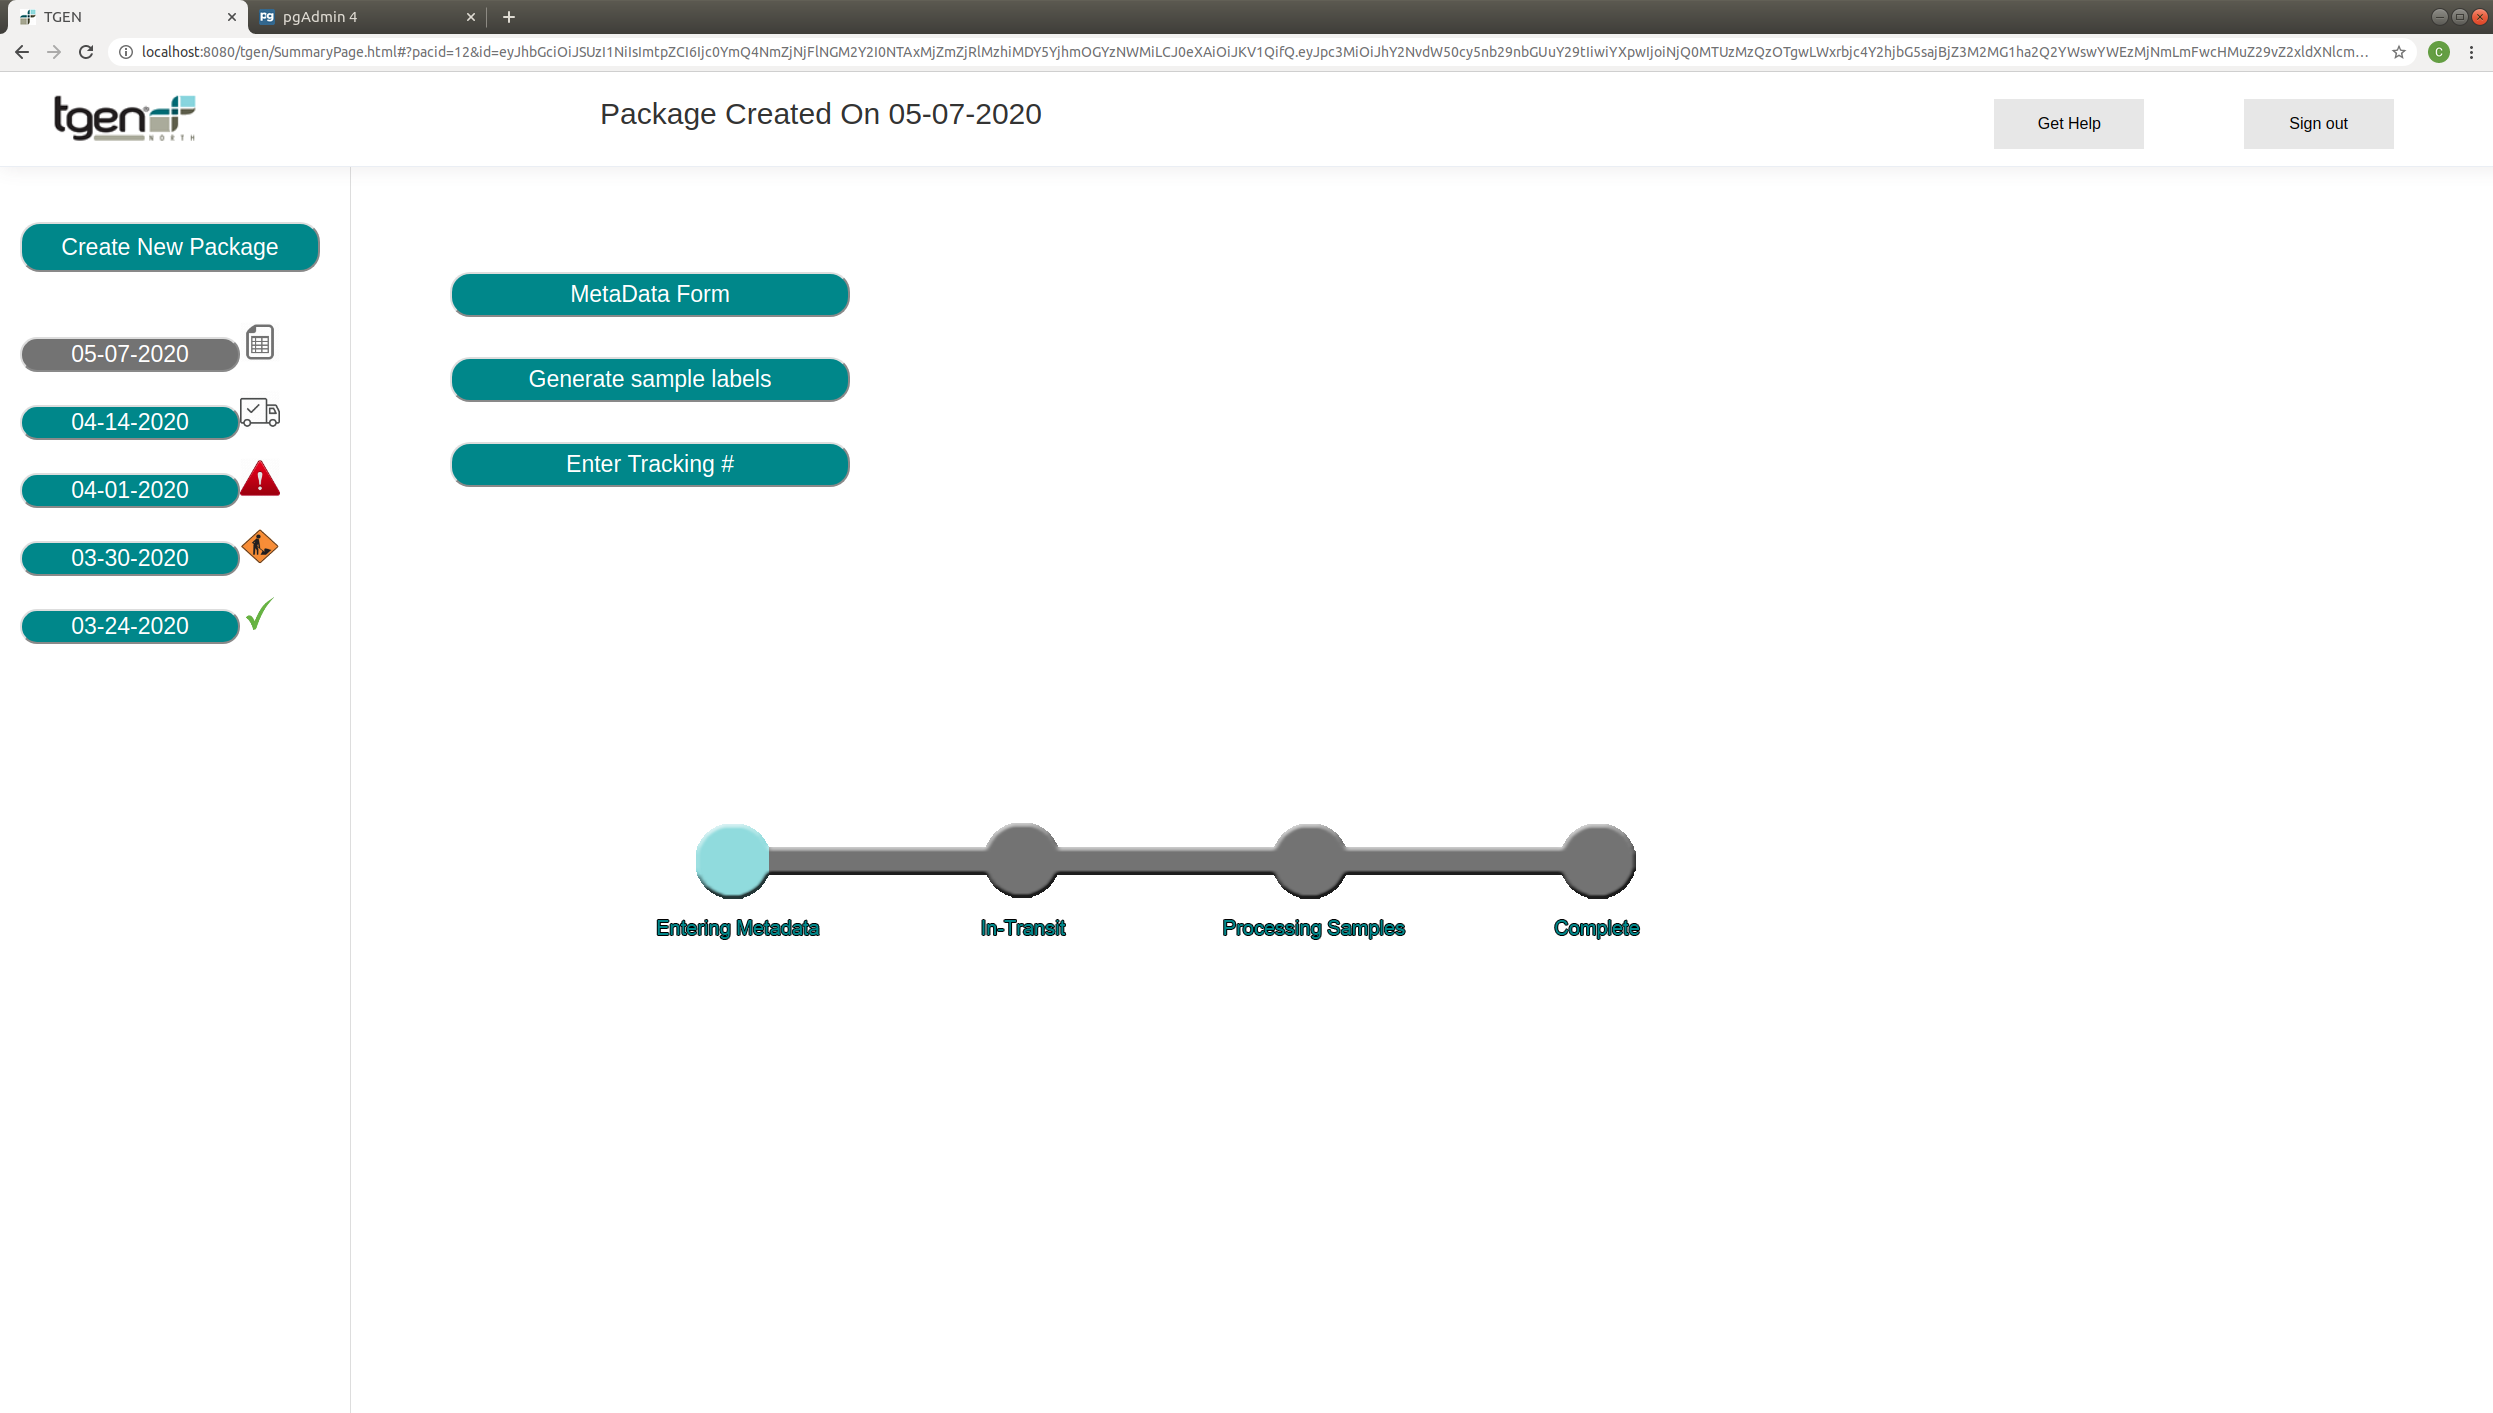 TGEN
pgAdmin 4
localhost:8080/tgen/SummaryPage.html#?pacid=12&id=
C
tgen
NORTH
Package Created On 05-07-2020
Get Help
Sign out
Create New Package
05-07-2020
04-14-2020
04-01-2020
03-30-2020
03-24-2020
MetaData Form
Generate sample labels
Enter Tracking #
Entering Metadata
In-Transit
Processing Samples
Complete